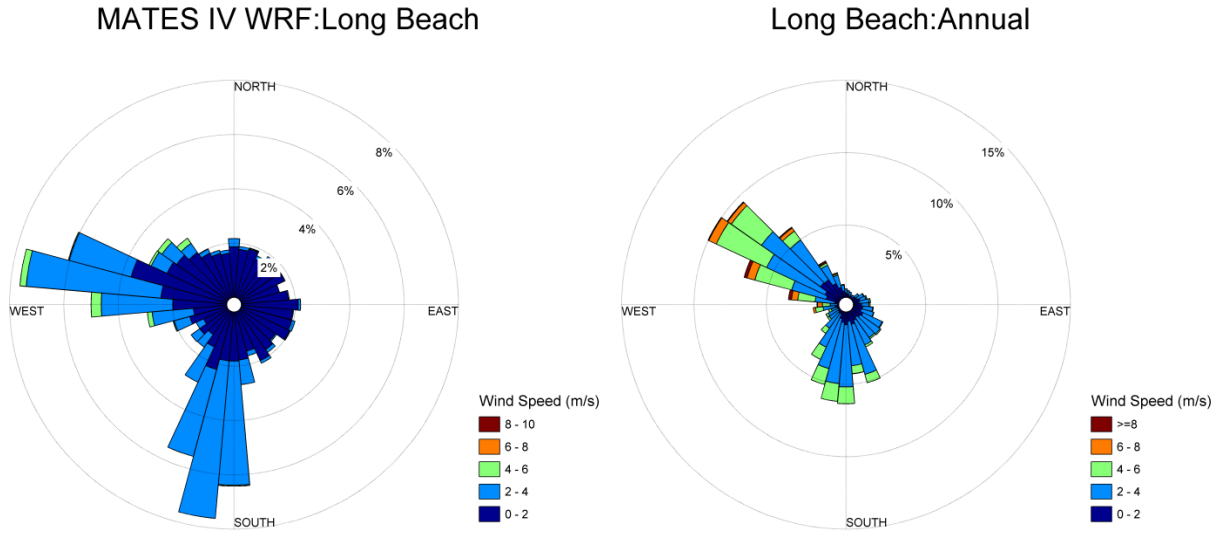 MATES IV WRF:Long Beach
NORTH
8%
6%
4%
2%
WEST
EAST
SOUTH
Wind Speed (m/s)
8 - 10
6 - 8
4 - 6
2 - 4
0 - 2
Long Beach:Annual
NORTH
15%
10%
5%
WEST
EAST
SOUTH
Wind Speed (m/s)
>=8
6 - 8
4 - 6
2 - 4
0 - 2